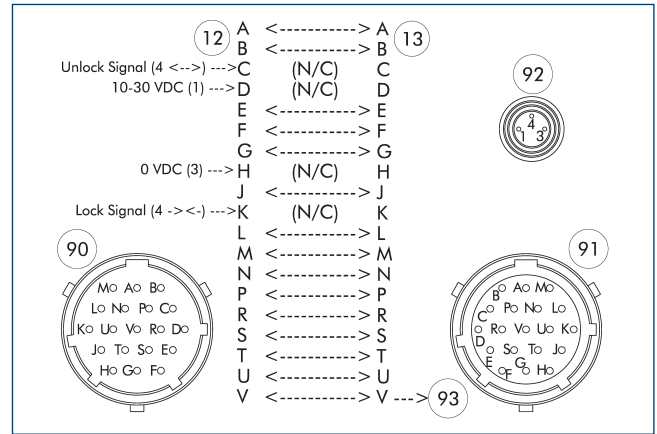 12 A <-----------> A 13
B <-----------> B
Unlock Signal (4 <-->) --->C (N/C) C
10-30 VDC (1) --->D (N/C) D
E <-----------> E
F <-----------> F
G <-----------> G
0 VDC (3) ---> H (N/C) H
J <-----------> J
Lock Signal (4 -><-) --->K (N/C) K
L <-----------> L
M <-----------> M
N <-----------> N
P <-----------> P
R <-----------> R
S <-----------> S
T <-----------> T
U <-----------> U
V <-----------> V ---> 93
92
4
1 3
90
M A B
L N P C
K U V R D
J T S E
H G F
91
B A M
C P N L
D R V U K
E S T J
F G H